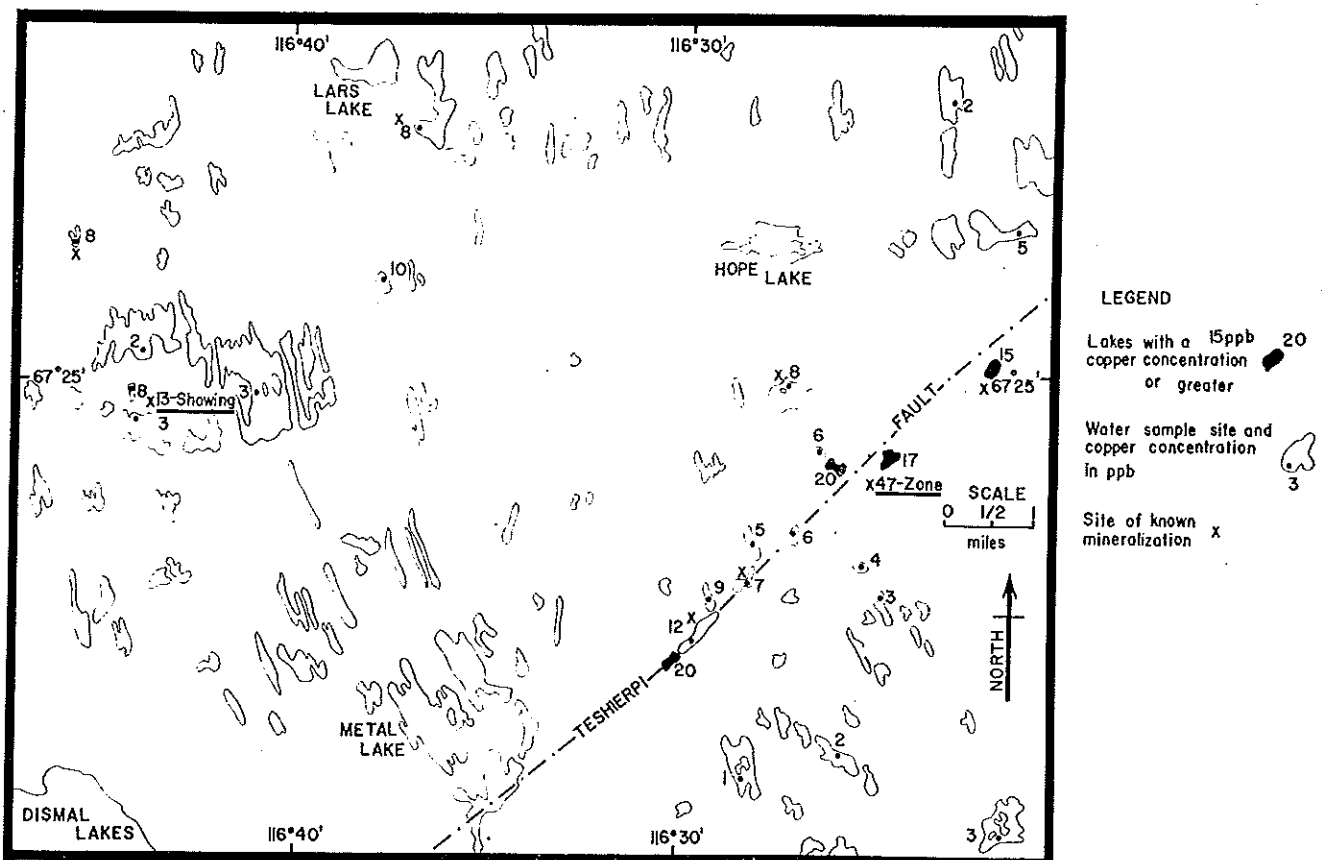 116°40'
116°30'
LARS
LAKE
x
8
2
8
x
10
HOPE LAKE
5
2
67°25'
8
x13-Showing
3
3
x
8
15
x 67°25'
FAULT
6
20
17
x47-Zone
SCALE
0 1/2 1
miles
5
6
4
x
7
9
3
x
12
20
TESHIERPI
NORTH
METAL
LAKE
2
1
3
DISMAL
LAKES
116°40'
116°30'
LEGEND
Lakes with a 15ppb 20
copper concentration
or greater
Water sample site and
copper concentration
in ppb
3
Site of known
mineralization x